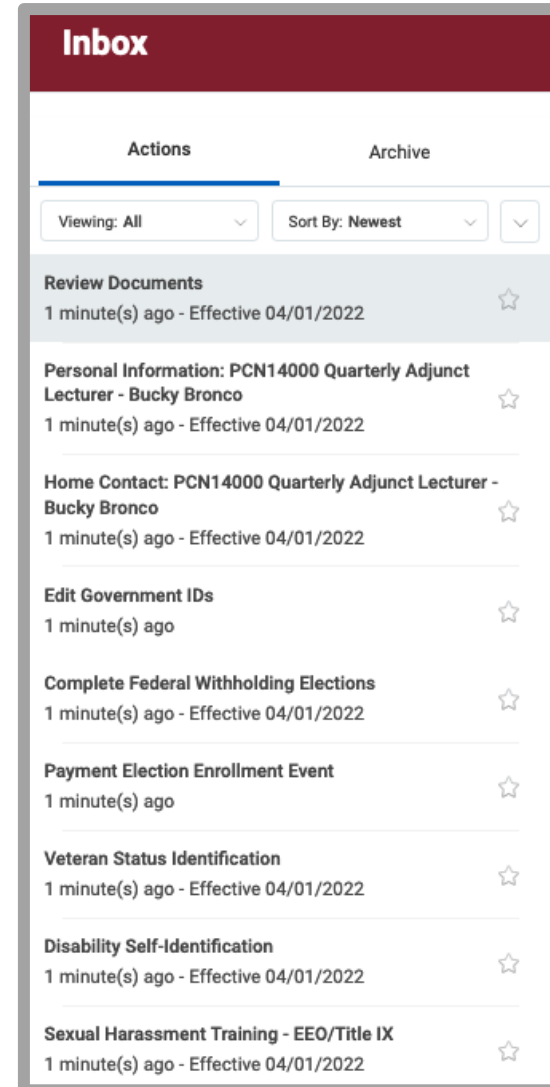 Inbox
Actions
Archive
Viewing: All
Sort By: Newest
Review Documents
1 minute(s) ago - Effective 04/01/2022
Personal Information: PCN14000 Quarterly Adjunct
Lecturer - Bucky Bronco
1 minute(s) ago - Effective 04/01/2022
Home Contact: PCN14000 Quarterly Adjunct Lecturer -
Bucky Bronco
1 minute(s) ago - Effective 04/01/2022
Edit Government IDs
1 minute(s) ago
Complete Federal Withholding Elections
1 minute(s) ago - Effective 04/01/2022
Payment Election Enrollment Event
1 minute(s) ago
Veteran Status Identification
1 minute(s) ago - Effective 04/01/2022
Disability Self-Identification
1 minute(s) ago - Effective 04/01/2022
Sexual Harassment Training - EEO/Title IX
1 minute(s) ago - Effective 04/01/2022